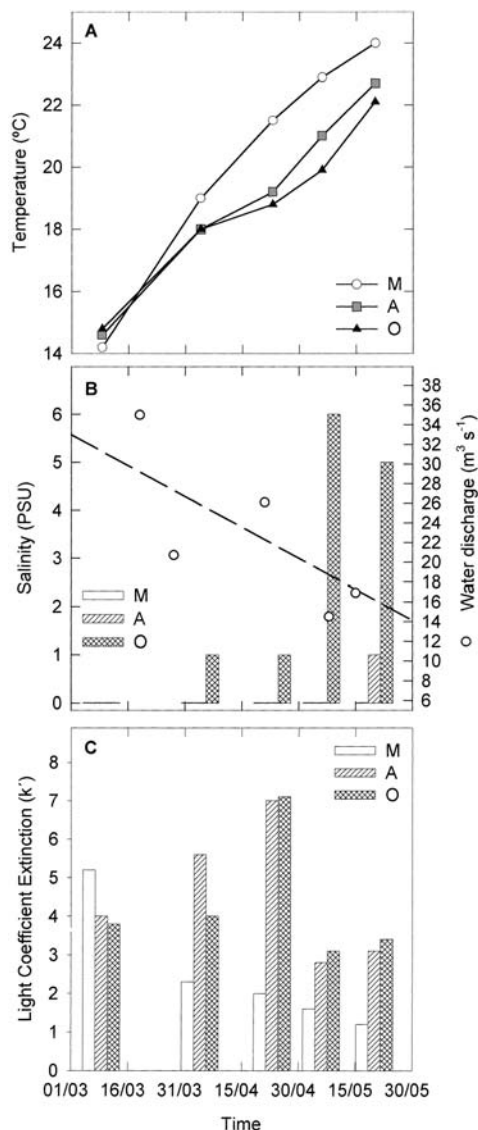 A
24
22
20
18
16
14
Temperature (ºC)
M
A
O
B
6
5
4
3
2
1
0
Salinity (PSU)
M
A
O
38
36
34
32
30
28
26
24
22
20
18
16
14
12
10
8
6
Water discharge (m³ s⁻¹)
C
8
7
6
5
4
3
2
1
0
Light Coefficient Extinction (k´)
M
A
O
01/03 16/03 31/03 15/04 30/04 15/05 30/05
Time